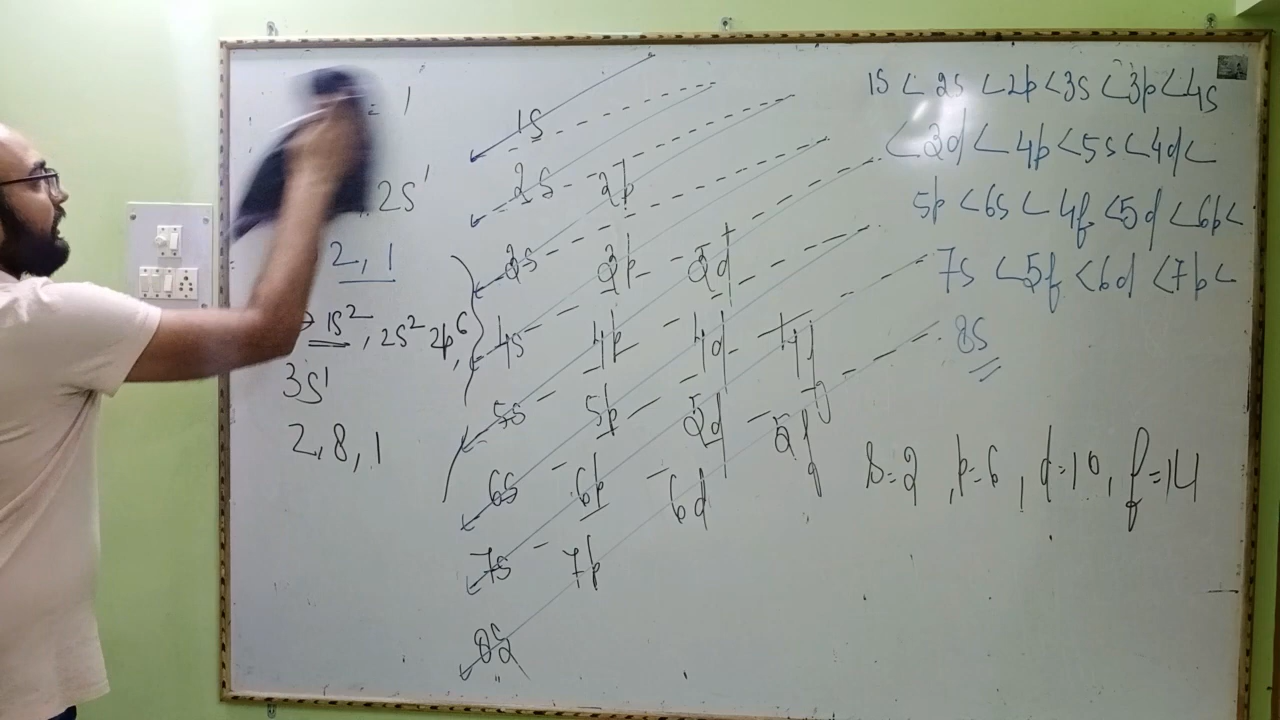 = 1
2s¹
2, 1
→ 1s², 2s² 2p⁶,
3s¹
2, 8, 1
1s
2s 2p
3s 3p 3d
4s 4p 4d 4f
5s 5p 5d 5f
6s 6p 6d
7s 7p
8s
1s < 2s < 2p < 3s < 3p < 4s
< 3d < 4p < 5s < 4d <
5p < 6s < 4f < 5d < 6p <
7s < 5f < 6d < 7p <
8s
s=2, p=6, d=10, f=14